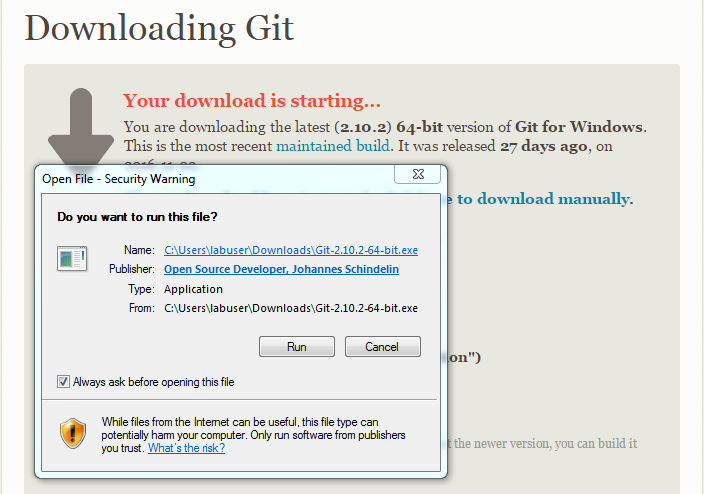 Downloading Git
Your download is starting...
You are downloading the latest (2.10.2) 64-bit version of Git for Windows.
This is the most recent maintained build. It was released 27 days ago, on
Open File - Security Warning
to download manually.
Do you want to run this file?
Name: C:\Users\labuser\Downloads\Git-2.10.2-64-bit.exe
Publisher: Open Source Developer, Johannes Schindelin
Type: Application
From: C:\Users\labuser\Downloads\Git-2.10.2-64-bit.exe
Run Cancel
on")
Always ask before opening this file
While files from the Internet can be useful, this file type can
potentially harm your computer. Only run software from publishers
you trust. What's the risk?
t the newer version, you can build it